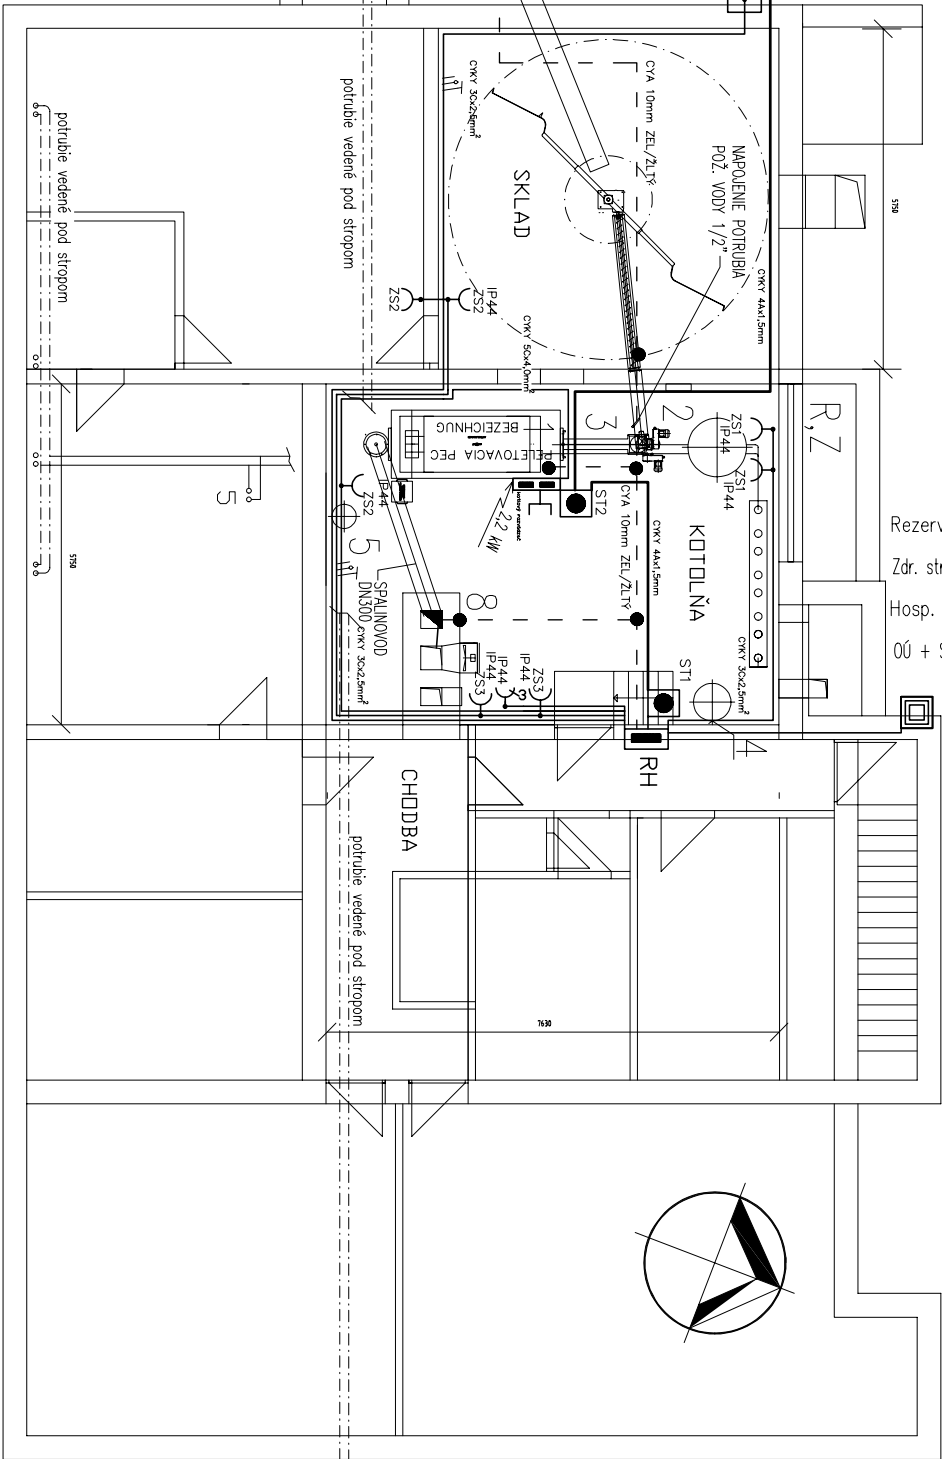 potrubie vedené pod stropom
potrubie vedené pod stropom
CYKY 3Cx2,5mm²
CYA 10mm ZEL/ŽLTÝ
NAPOJENIE POTRUBIA
POŽ. VODY 1/2"
CYKY 4Ax1,5mm
5750
SKLAD
IP44
ZS2
ZS2
CYKY 5Cx4,0mm²
R,Z
2
3
ZS1
IP44
ZS1
IP44
1
BEZEICHNUG
PELETOVACIA PEC
ST2
2,2 kW
CYA 10mm ZEL/ŽLTÝ
CYKY 4Ax1,5mm
KOTOLŇA
IP44
ZS2
5
5
5750
SPALINOVOD
DN300
CYKY 3Cx2,5mm²
8
ZS3
IP44
IP44
3
IP44
ZS3
ST1
CYKY 3Cx2,5mm²
4
RH
Zdr.
Hosp.
OÚ +
CHODBA
potrubie vedené pod stropom
7630